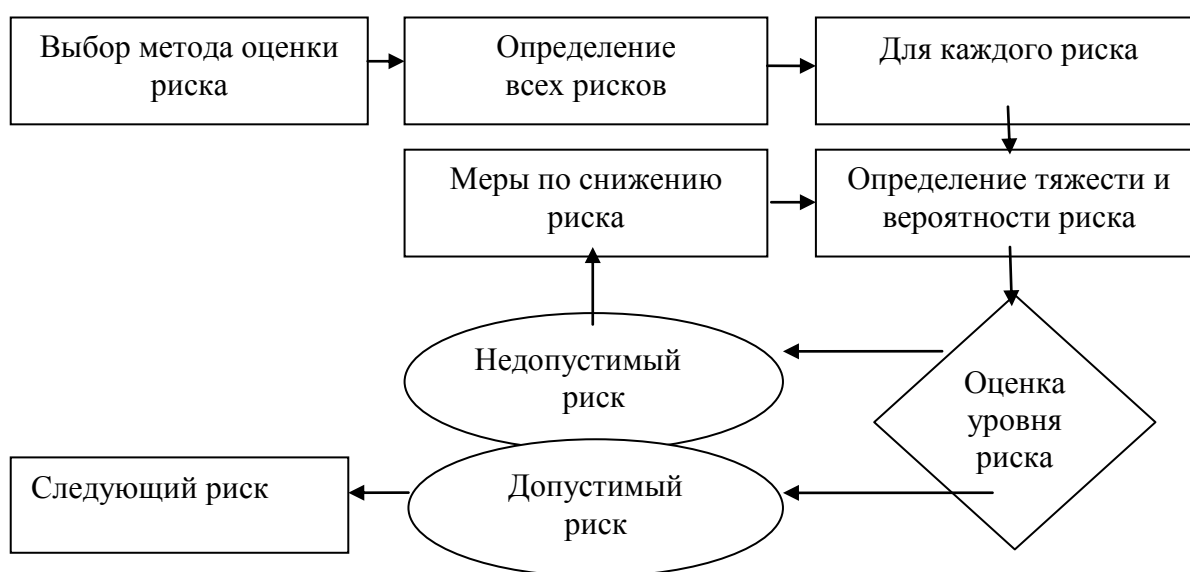 Выбор метода оценки
риска
Определение
всех рисков
Для каждого риска
Меры по снижению
риска
Определение тяжести и
вероятности риска
Недопустимый
риск
Оценка
уровня
риска
Следующий риск
Допустимый
риск